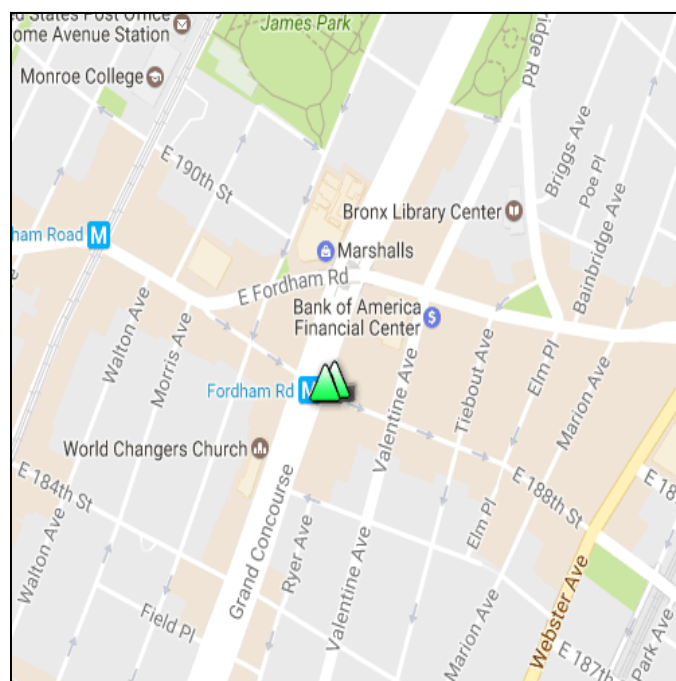 d States Post Office
ome Avenue Station
James Park
ridge Rd
Monroe College
E 190th St
Briggs Ave
Poe Pl
Bronx Library Center
Bainbridge Ave
ham Road
M
Marshalls
E Fordham Rd
Bank of America
Financial Center
$
Walton Ave
Morris Ave
Tiebout Ave
Elm Pl
Marion Ave
Fordham Rd
M
Valentine Ave
World Changers Church
E 184th St
E 188th St
E 18
Walton Ave
Grand Concourse
Ryer Ave
Elm Pl
Field Pl
Valentine Ave
Marion Ave
Webster Ave
E 187th
Park Ave